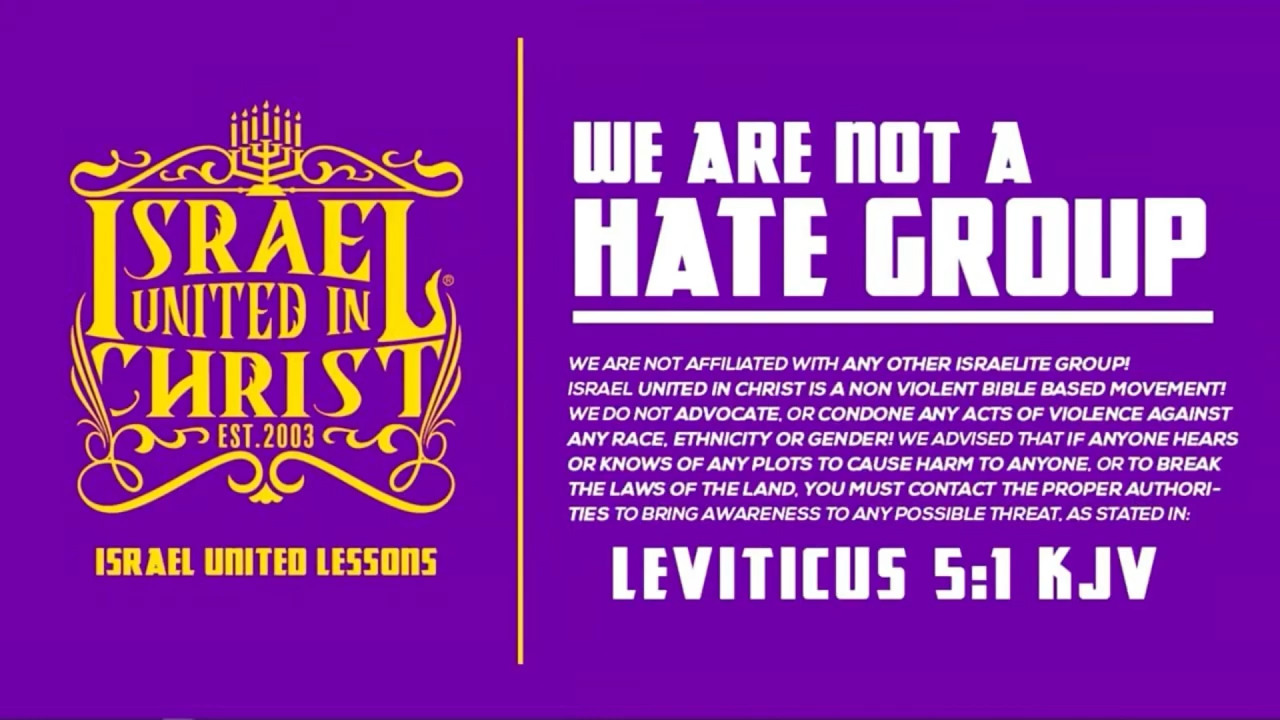 ISRAEL
UNITED IN
CHRIST
®
EST.2003
ISRAEL UNITED LESSONS
WE ARE NOT A
HATE GROUP
WE ARE NOT AFFILIATED WITH ANY OTHER ISRAELITE GROUP!
ISRAEL UNITED IN CHRIST IS A NON VIOLENT BIBLE BASED MOVEMENT!
WE DO NOT ADVOCATE, OR CONDONE ANY ACTS OF VIOLENCE AGAINST
ANY RACE, ETHNICITY OR GENDER! WE ADVISED THAT IF ANYONE HEARS
OR KNOWS OF ANY PLOTS TO CAUSE HARM TO ANYONE, OR TO BREAK
THE LAWS OF THE LAND, YOU MUST CONTACT THE PROPER AUTHORI-
TIES TO BRING AWARENESS TO ANY POSSIBLE THREAT, AS STATED IN:
LEVITICUS 5:1 KJV